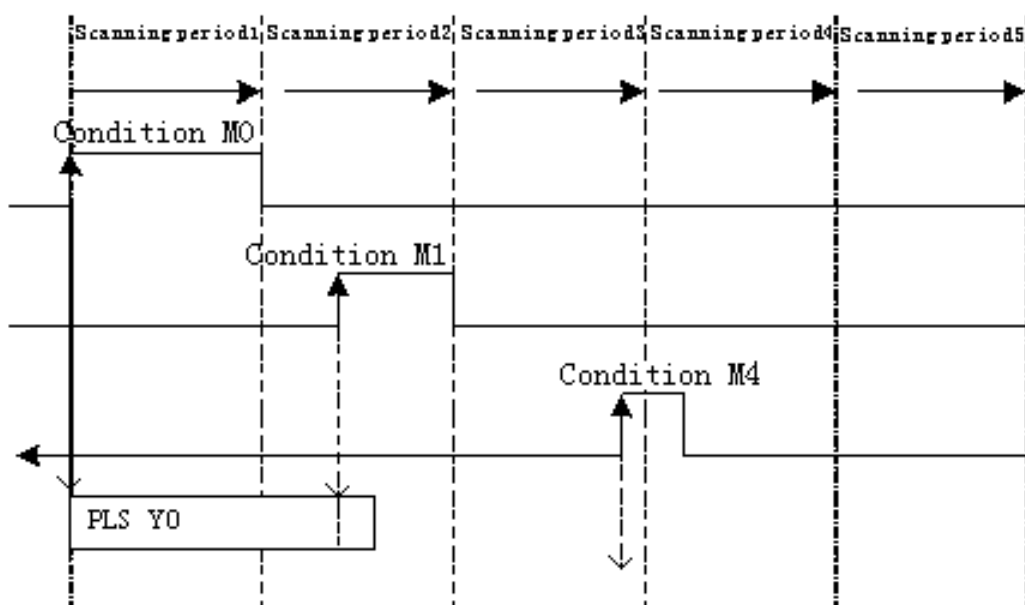 Scanning period1 Scanning period2 Scanning period3 Scanning period4 Scanning period5
Condition M0
Condition M1
Condition M4
PLS Y0